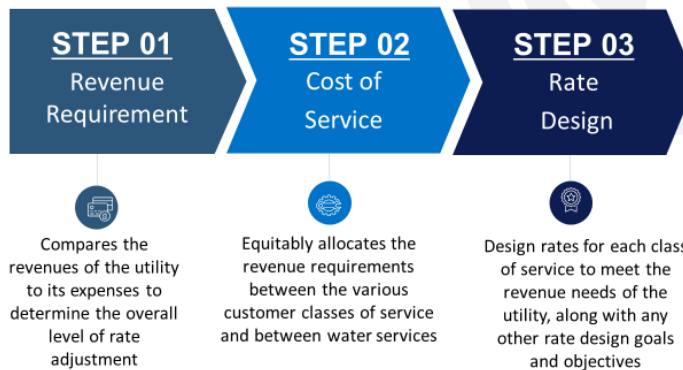 STEP 01
Revenue
Requirement
STEP 02
Cost of
Service
STEP 03
Rate
Design
Compares the
revenues of the utility
to its expenses to
determine the overall
level of rate
adjustment
Equitably allocates the
revenue requirements
between the various
customer classes of service
and between water services
Design rates for each class
of service to meet the
revenue needs of the
utility, along with any
other rate design goals
and objectives